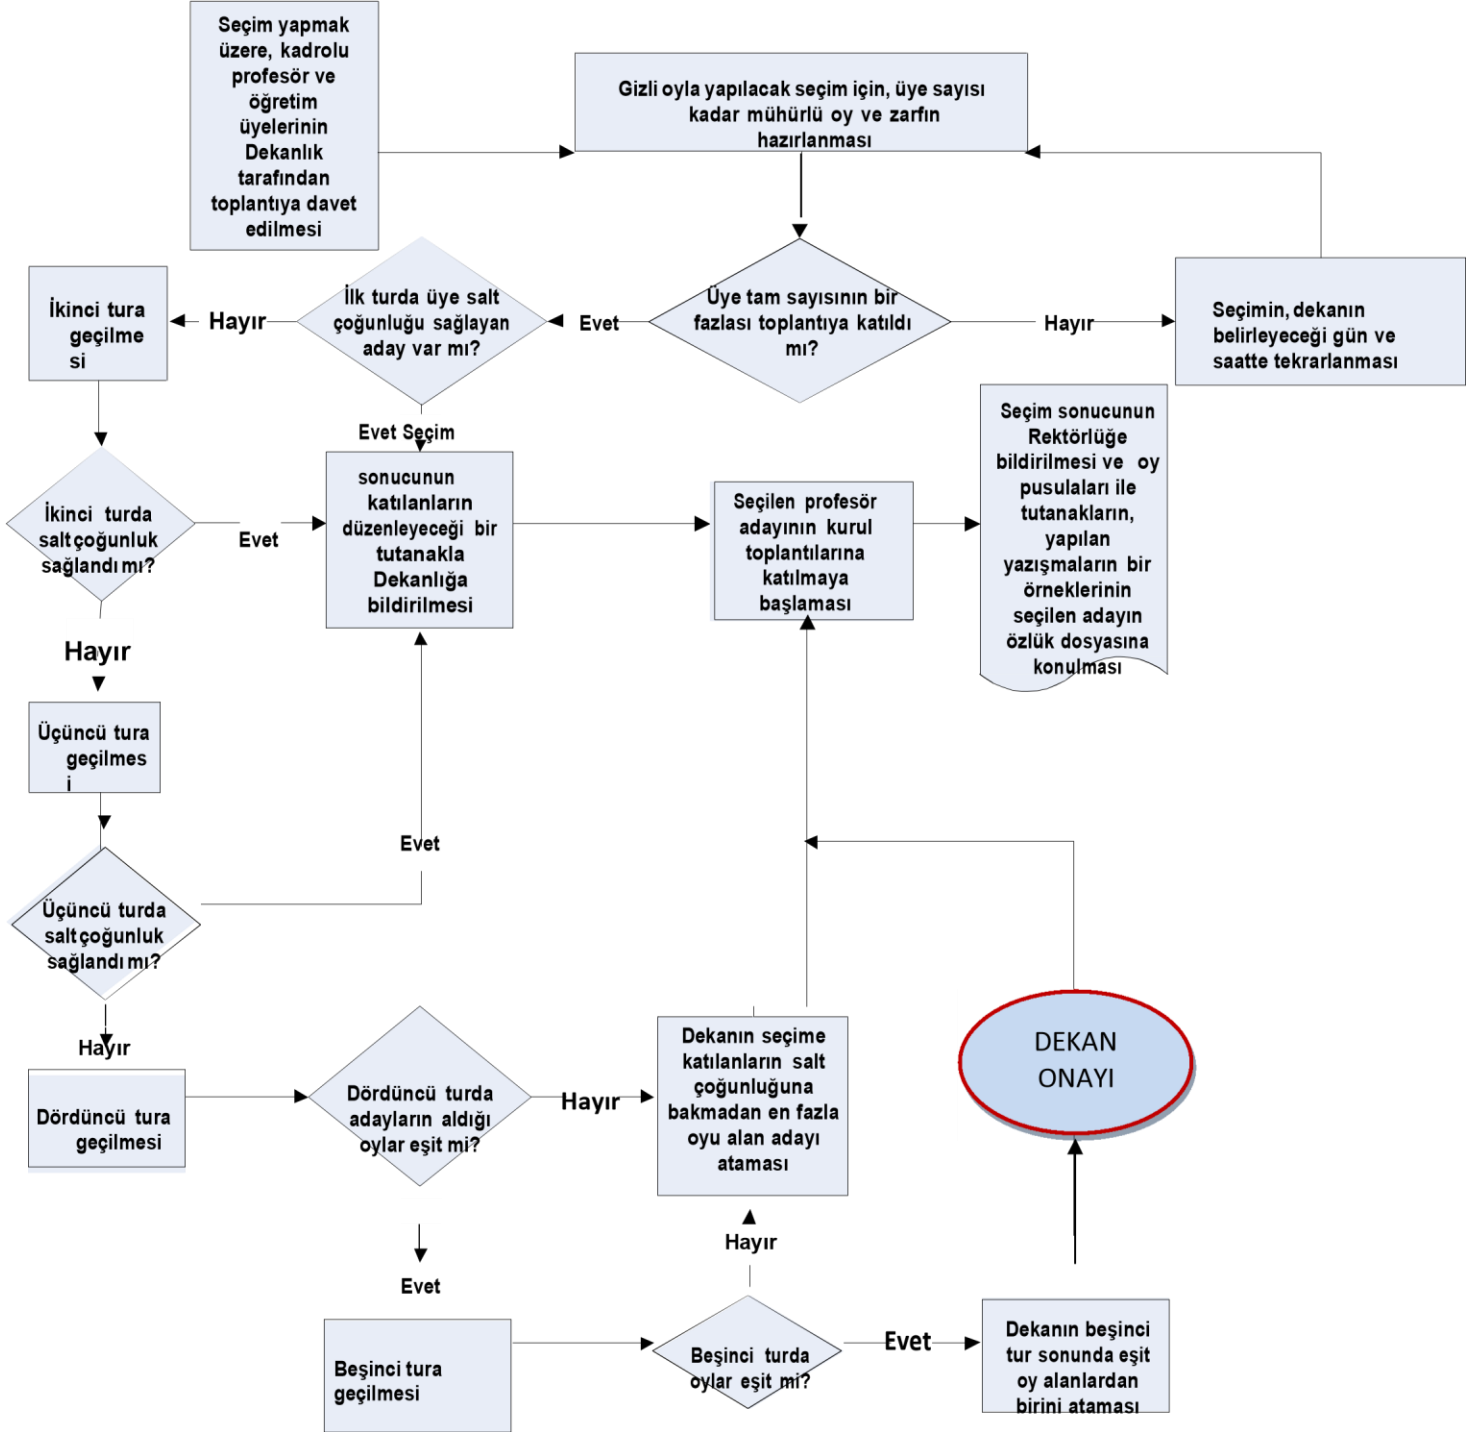 Seçim yapmak
üzere, kadrolu
profesör ve
öğretim
üyelerinin
Dekanlık
tarafından
toplantıya davet
edilmesi
Gizli oyla yapılacak seçim için, üye sayısı
kadar mühürlü oy ve zarfın
hazırlanması
İkinci tura
geçilme
si
Hayır
İlk turda üye salt
çoğunluğu sağlayan
aday var mı?
Evet
Üye tam sayısının bir
fazlası toplantıya katıldı
mı?
Hayır
Seçimin, dekanın
belirleyeceği gün ve
saatte tekrarlanması
Evet Seçim
sonucunun
katılanların
düzenleyeceği bir
tutanakla
Dekanlığa
bildirilmesi
İkinci turda
salt çoğunluk
sağlandı mı?
Evet
Seçilen profesör
adayının kurul
toplantılarına
katılmaya
başlaması
Seçim sonucunun
Rektörlüğe
bildirilmesi ve oy
pusulaları ile
tutanakların,
yapılan
yazışmaların bir
örneklerinin
seçilen adayın
özlük dosyasına
konulması
Hayır
Üçüncü tura
geçilmes
i
Evet
Üçüncü turda
salt çoğunluk
sağlandı mı?
Hayır
Dördüncü tura
geçilmesi
Dördüncü turda
adayların aldığı
oylar eşit mi?
Hayır
Dekanın seçime
katılanların salt
çoğunluğuna
bakmadan en fazla
oyu alan adayı
ataması
DEKAN
ONAYI
Evet
Hayır
Beşinci tura
geçilmesi
Beşinci turda
oylar eşit mi?
Evet
Dekanın beşinci
tur sonunda eşit
oy alanlardan
birini ataması